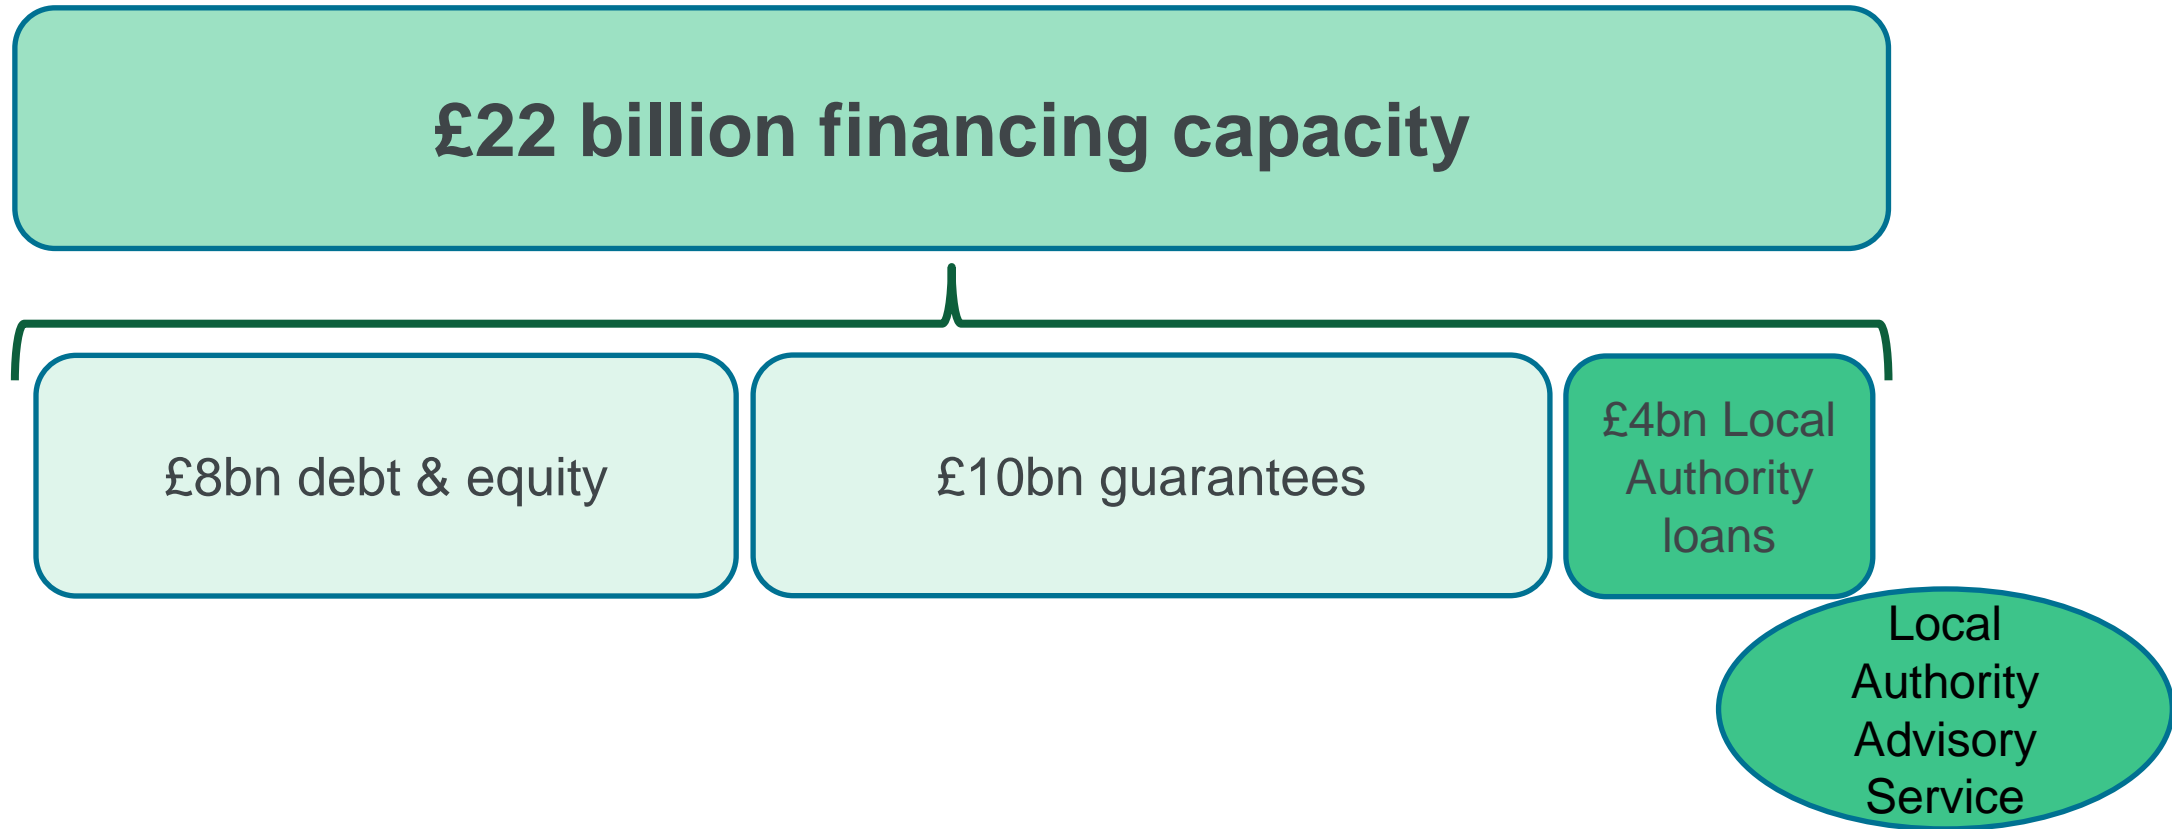 £22 billion financing capacity
£8bn debt & equity
£10bn guarantees
£4bn Local
Authority
loans
Local
Authority
Advisory
Service